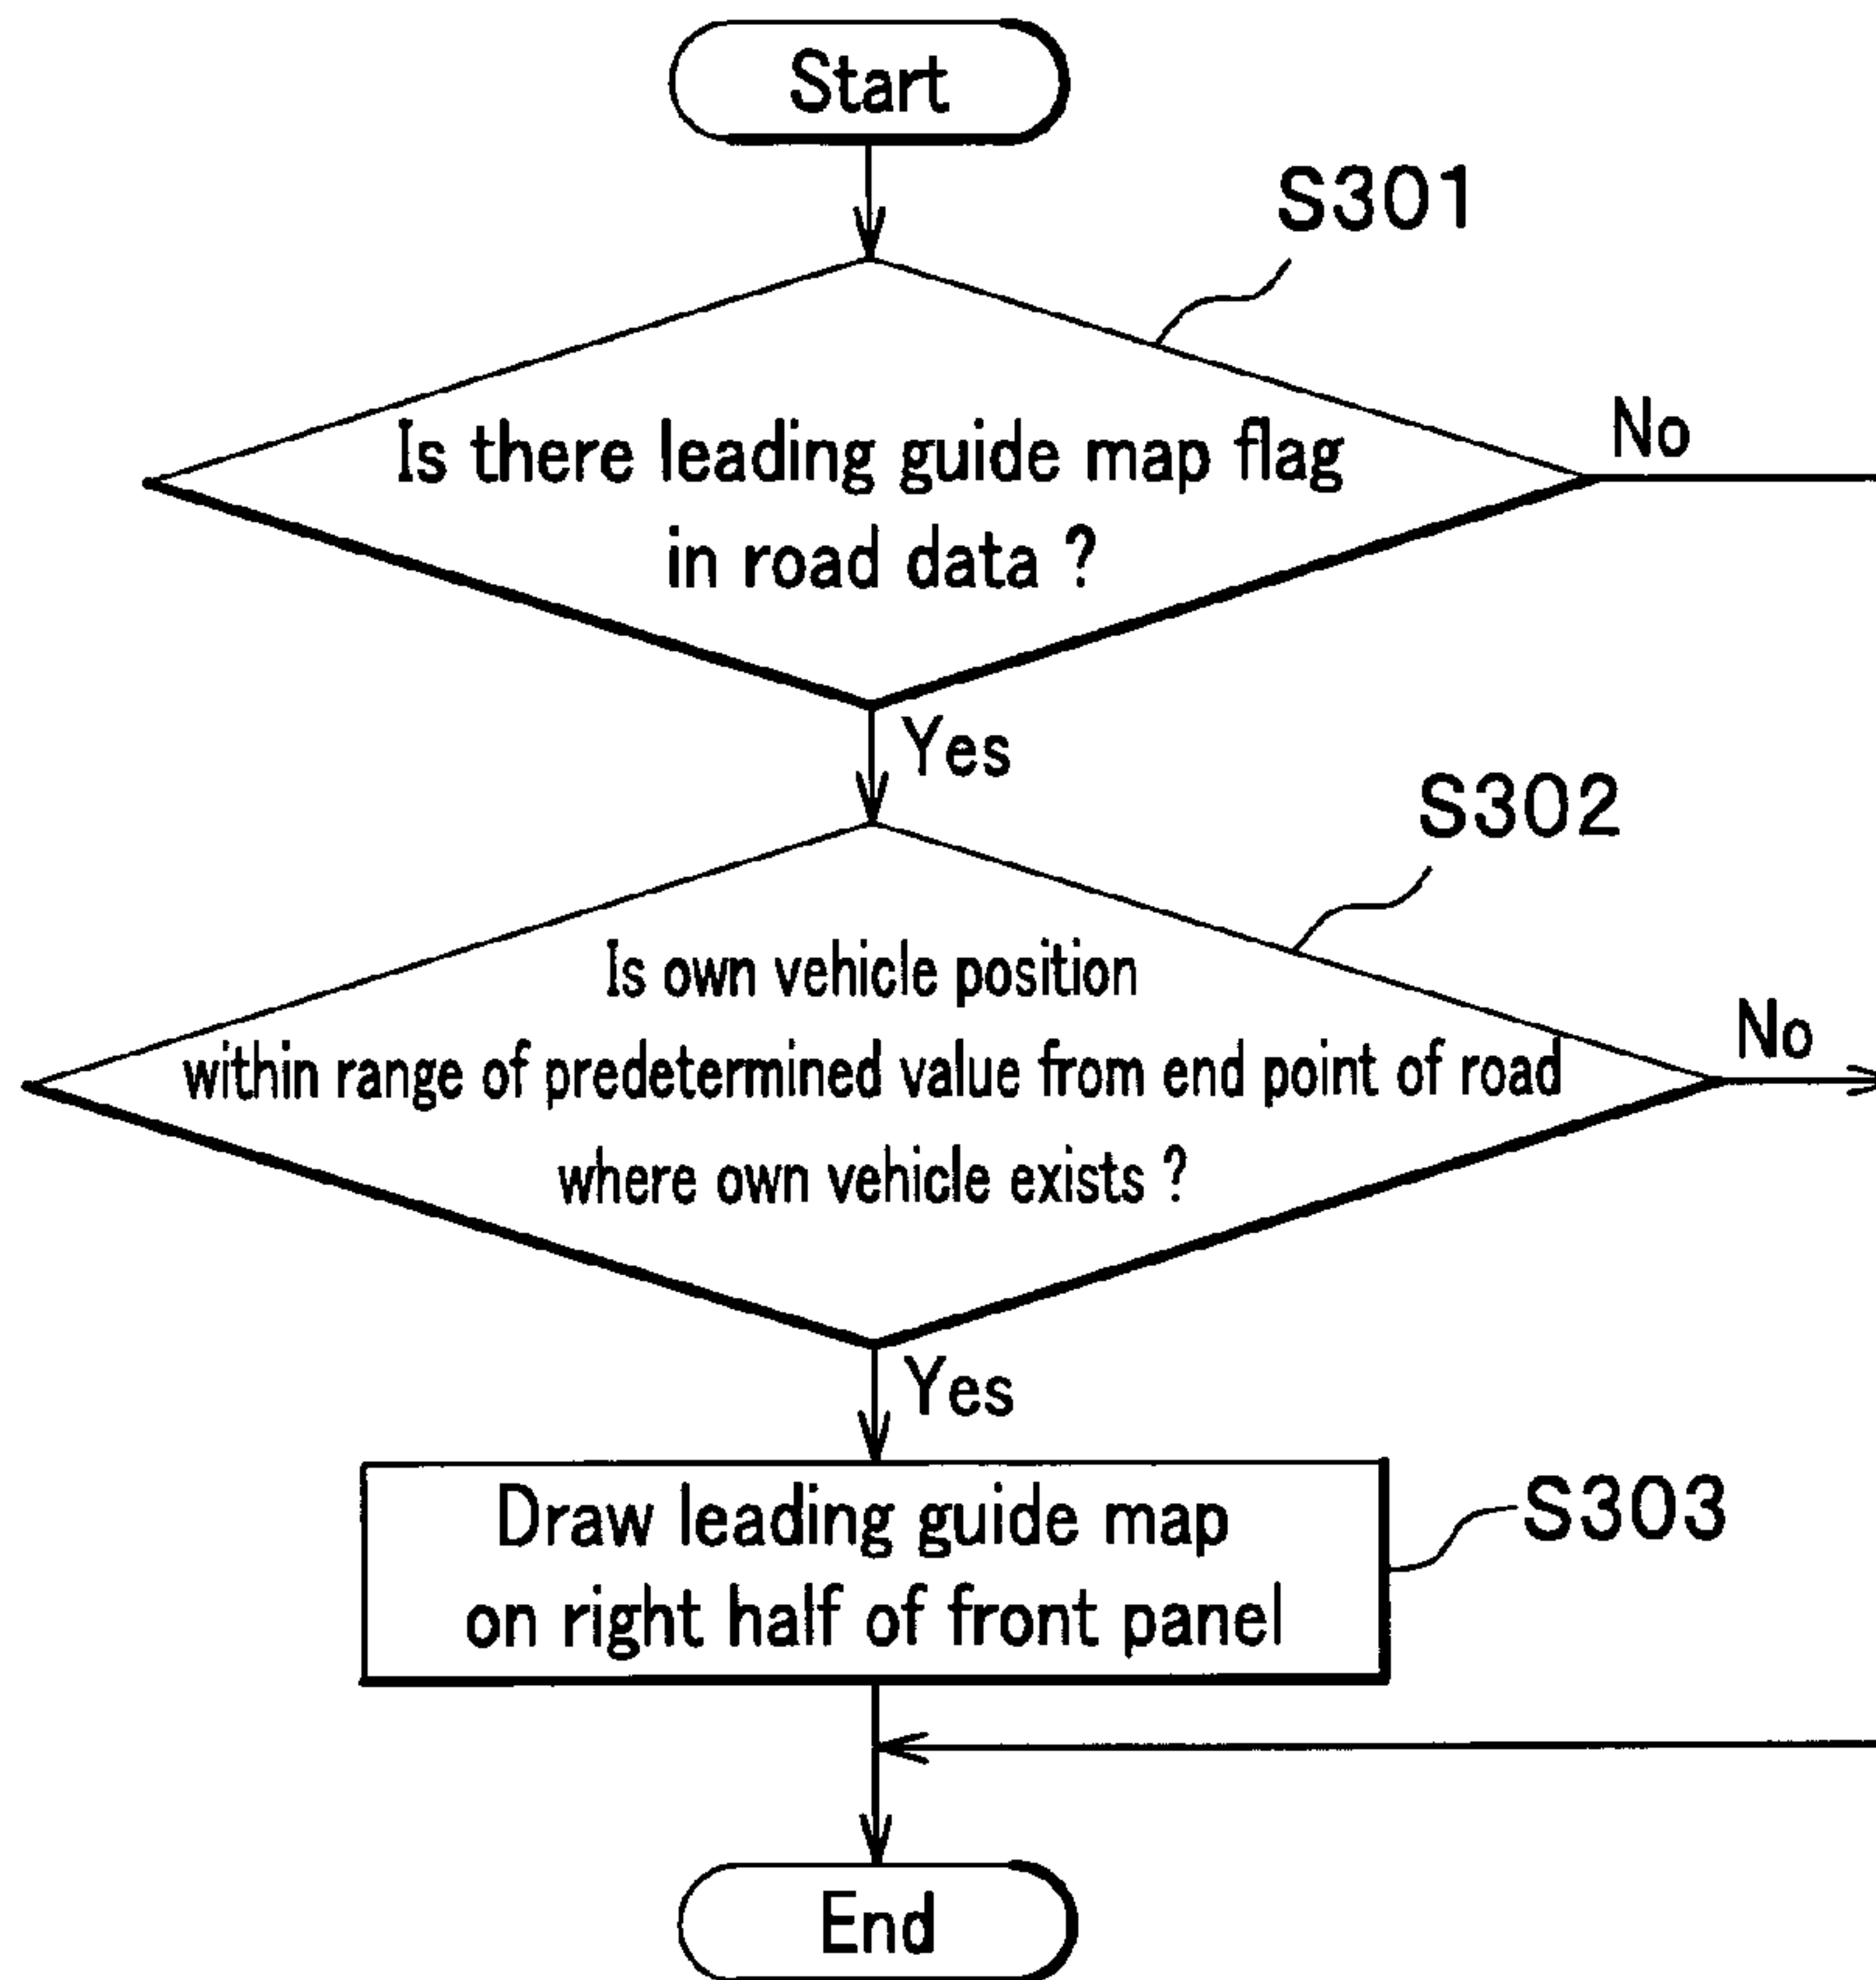 Start
S301
Is there leading guide map flag
in road data ?
No
Yes
S302
Is own vehicle position
within range of predetermined value from end point of road
where own vehicle exists ?
No
Yes
Draw leading guide map
on right half of front panel
S303
End